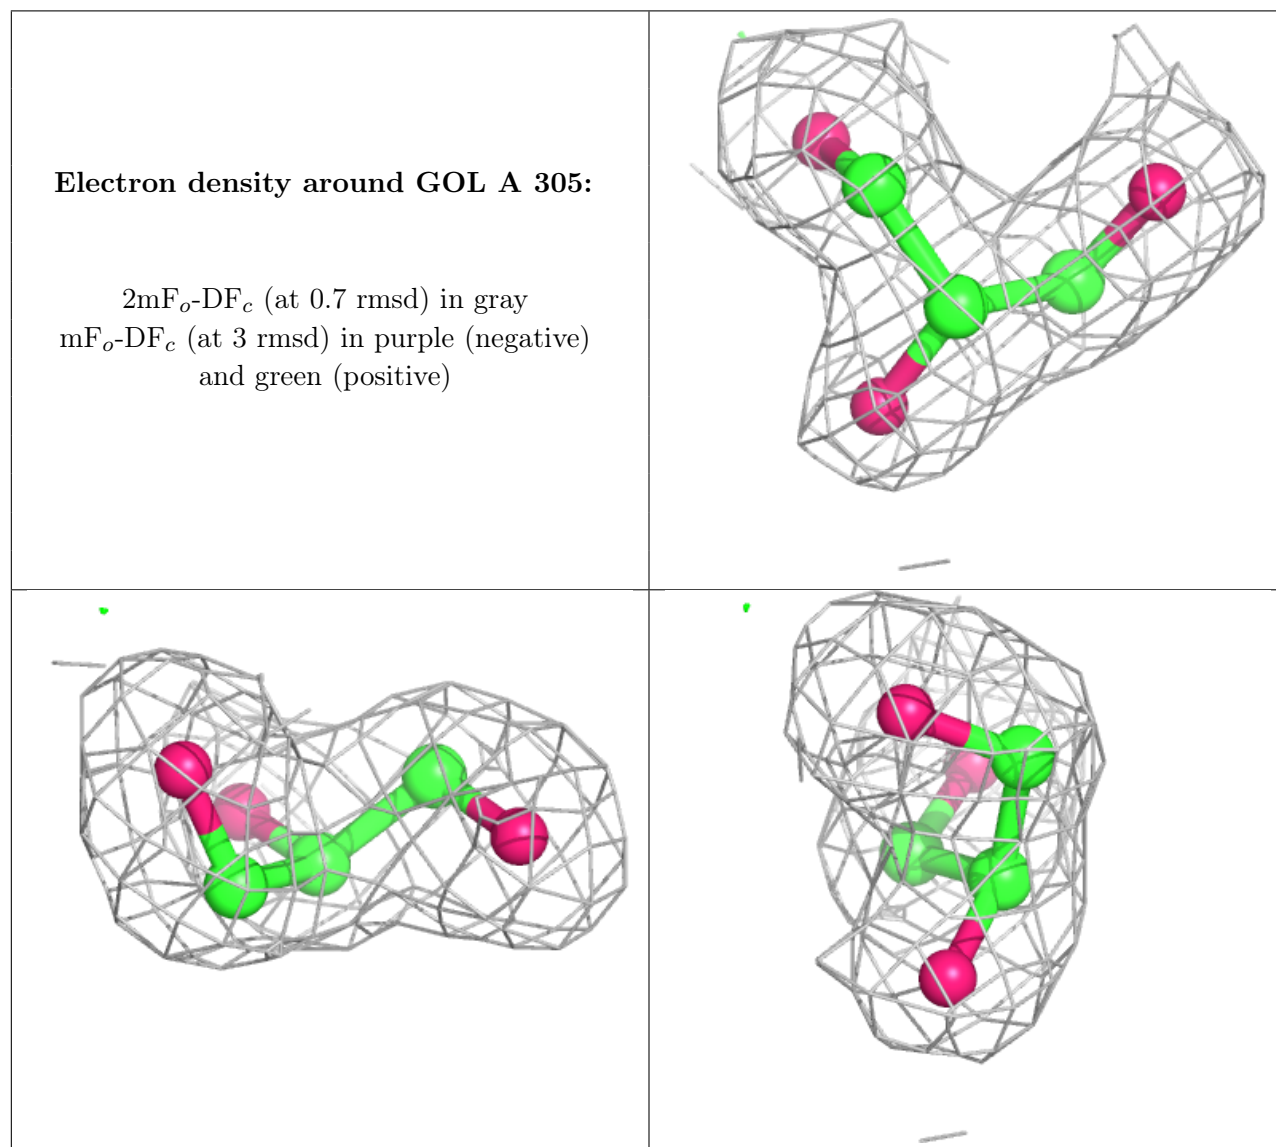 Electron density around GOL A 305:
2mFo-DFc (at 0.7 rmsd) in gray
mFo-DFc (at 3 rmsd) in purple (negative)
and green (positive)